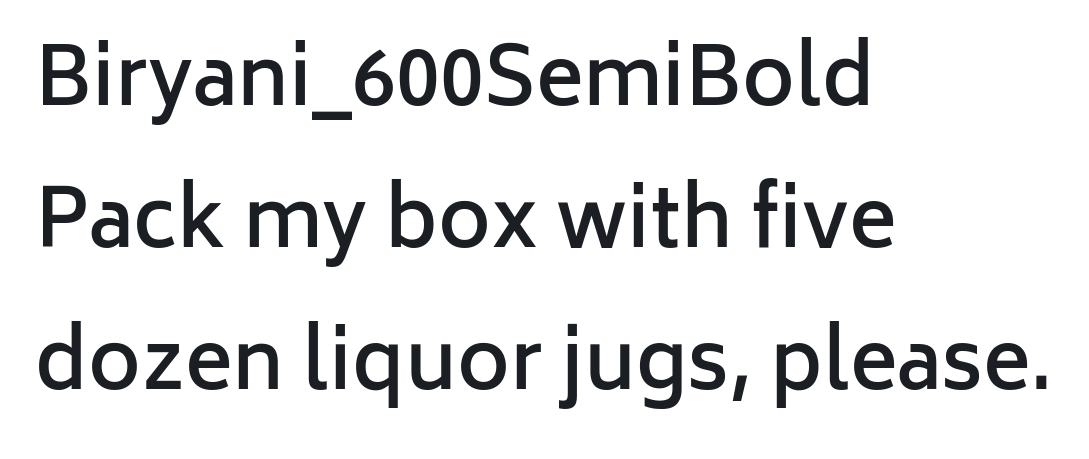 Biryani_600SemiBold
Pack my box with five
dozen liquor jugs, please.